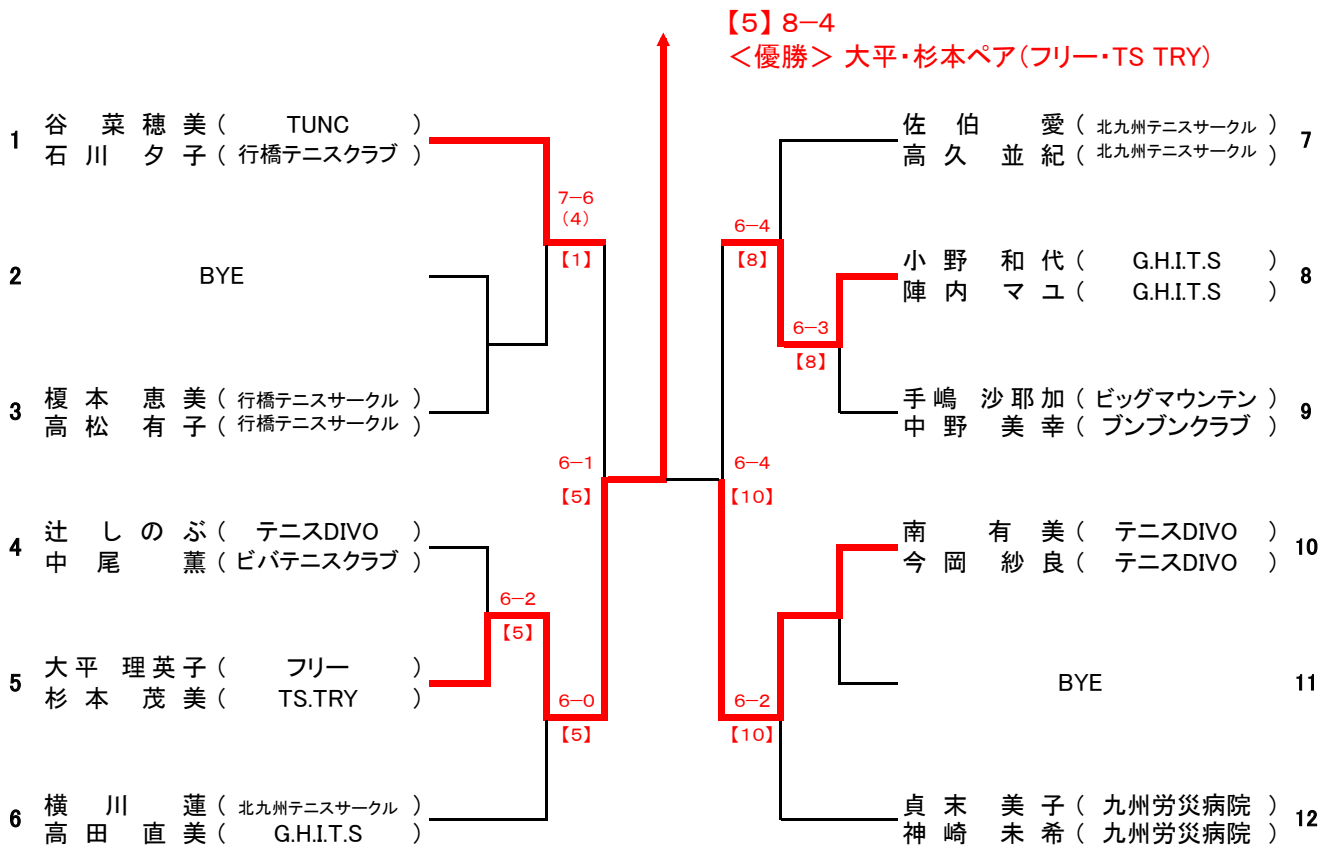 【5】 8-4
＜優勝＞ 大平・杉本ペア(フリー・TS TRY)
1 谷 菜穂美 ( TUNC )
石川 夕子 ( 行橋テニスクラブ )
7-6
(4)
【1】
2 BYE
3 榎本 恵美 ( 行橋テニスサークル )
高松 有子 ( 行橋テニスサークル )
6-1
【5】
4 辻 しのぶ ( テニスDIVO )
中尾 薫 ( ビバテニスクラブ )
6-2
【5】
5 大平 理英子 ( フリー )
杉本 茂美 ( TS.TRY )
6-0
【5】
6 横川 蓮 ( 北九州テニスサークル )
高田 直美 ( G.H.I.T.S )
佐伯 愛 ( 北九州テニスサークル ) 7
高久 並紀 ( 北九州テニスサークル )
6-4
【8】
小野 和代 ( G.H.I.T.S ) 8
陣内 マユ ( G.H.I.T.S )
6-3
【8】
手嶋 沙耶加 ( ビッグマウンテン ) 9
中野 美幸 ( ブンブンクラブ )
6-4
【10】
南 有美 ( テニスDIVO ) 10
今岡 紗良 ( テニスDIVO )
BYE 11
6-2
【10】
貞末 美子 ( 九州労災病院 ) 12
神崎 未希 ( 九州労災病院 )